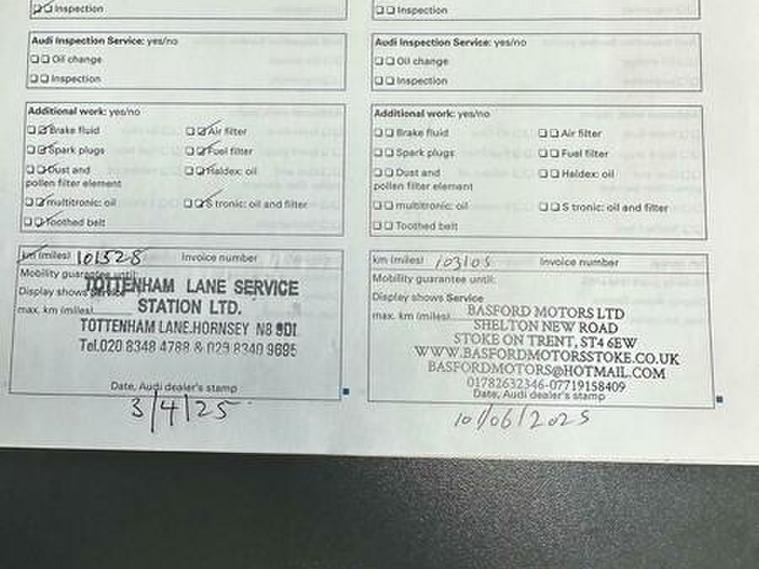 Inspection
Audi Inspection Service: yes/no
Oil change
Inspection
Additional work: yes/no
Brake fluid Air filter
Spark plugs Fuel filter
Dust and Haldex: oil
pollen filter element
multitronic: oil S tronic: oil and filter
Toothed belt
km (miles) 101528 Invoice number
Mobility guarantee until:
Display shows Service
max. km (miles)
TOTTENHAM LANE SERVICE
STATION LTD.
TOTTENHAM LANE.HORNSEY N8 9DI
Tel.020 8348 4788 & 029 8340 9695
Date, Audi dealer's stamp
3/4/25
Inspection
Audi Inspection Service: yes/no
Oil change
Inspection
Additional work: yes/no
Brake fluid Air filter
Spark plugs Fuel filter
Dust and Haldex: oil
pollen filter element
multitronic: oil S tronic: oil and filter
Toothed belt
km (miles) 103105 Invoice number
Mobility guarantee until:
Display shows Service
max. km (miles)
BASFORD MOTORS LTD
SHELTON NEW ROAD
STOKE ON TRENT, ST4 6EW
WWW.BASFORDMOTORSSTOKE.CO.UK
BASFORDMOTORS@HOTMAIL.COM
01782632346-07719158409
Date, Audi dealer's stamp
10/06/2025